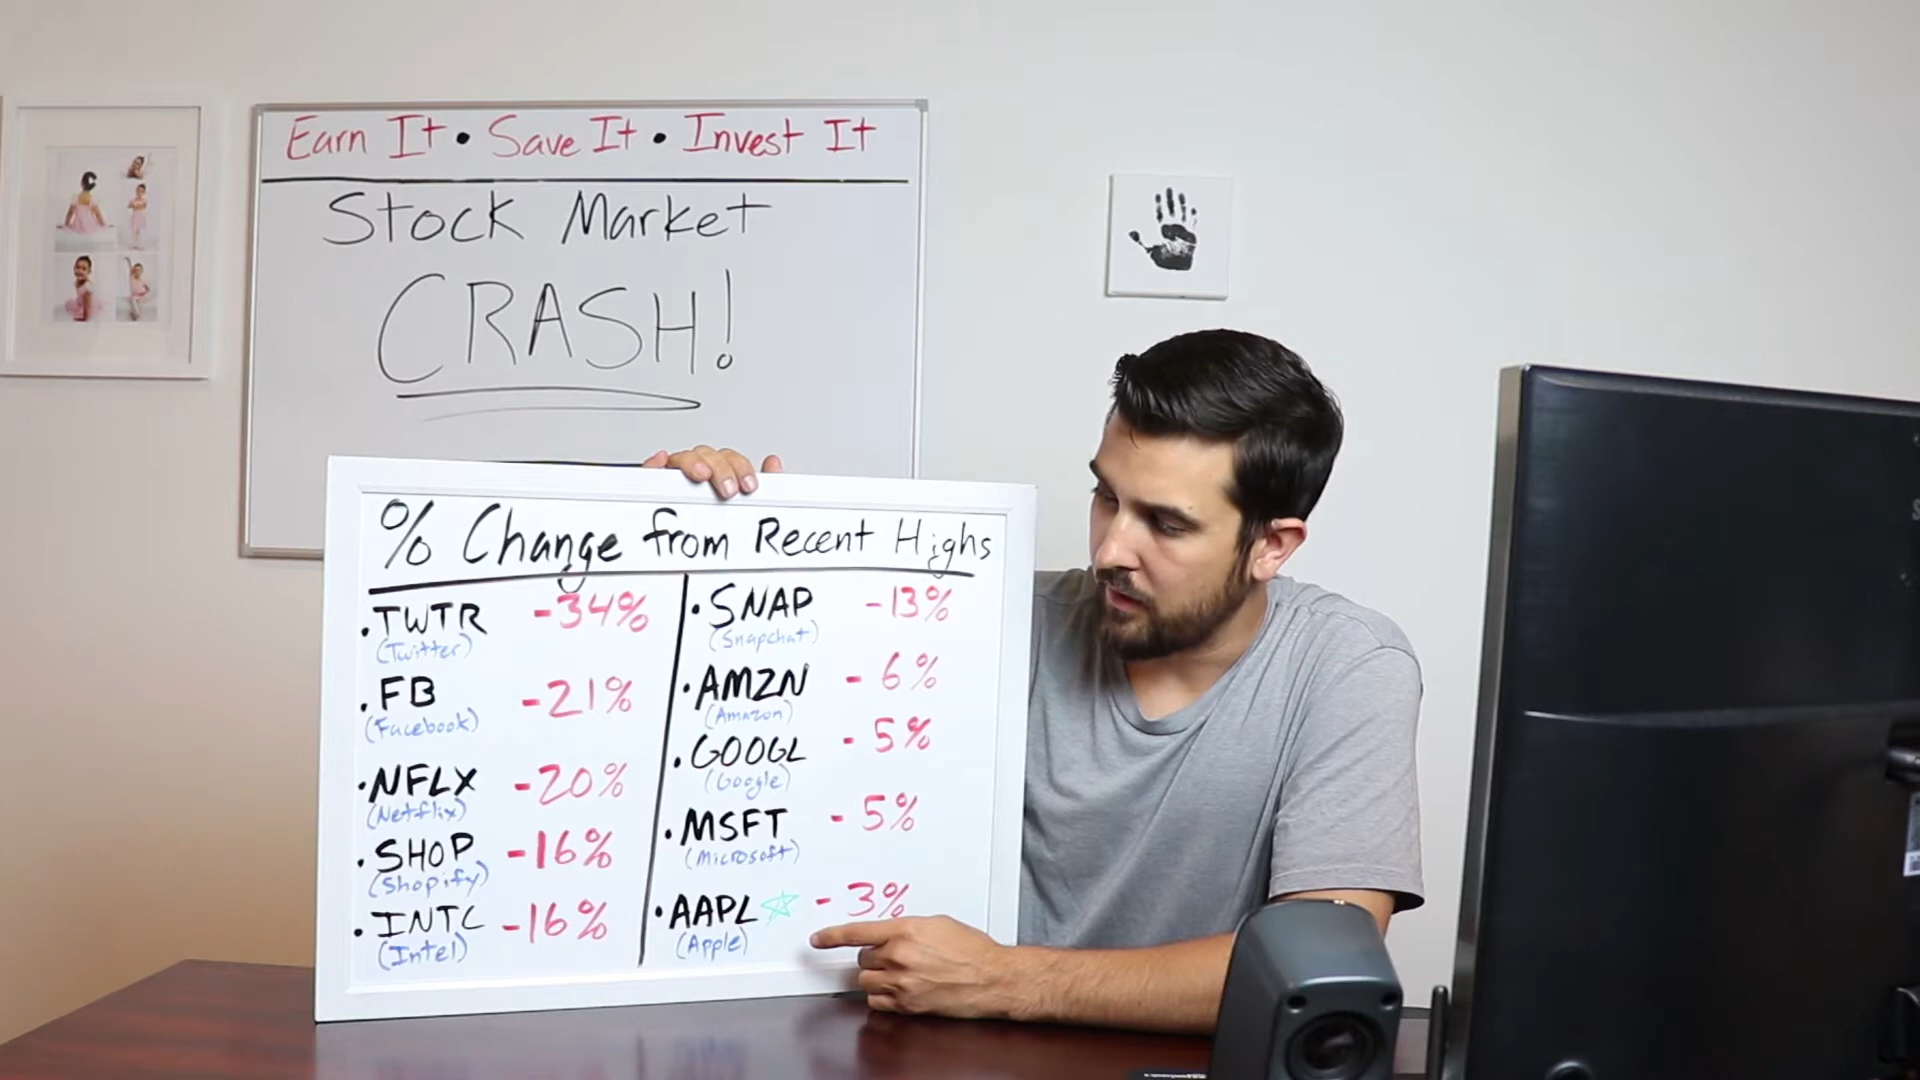 Earn It • Save It • Invest It
Stock Market
CRASH!
% Change from Recent Highs
• TWTR -34%
(Twitter)
• FB -21%
(Facebook)
• NFLX -20%
(Netflix)
• SHOP -16%
(Shopify)
• INTC -16%
(Intel)
• SNAP -13%
(Snapchat)
• AMZN - 6%
(Amazon)
• GOOGL - 5%
(Google)
• MSFT - 5%
(Microsoft)
• AAPL - 3%
(Apple)